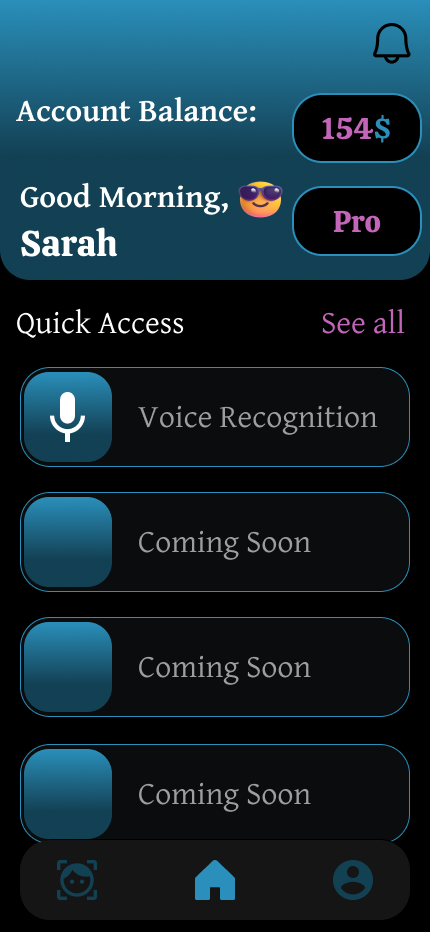 Account Balance:
154$
Good Morning, 😎
Sarah
Pro
Quick Access
See all
Voice Recognition
Coming Soon
Coming Soon
Coming Soon